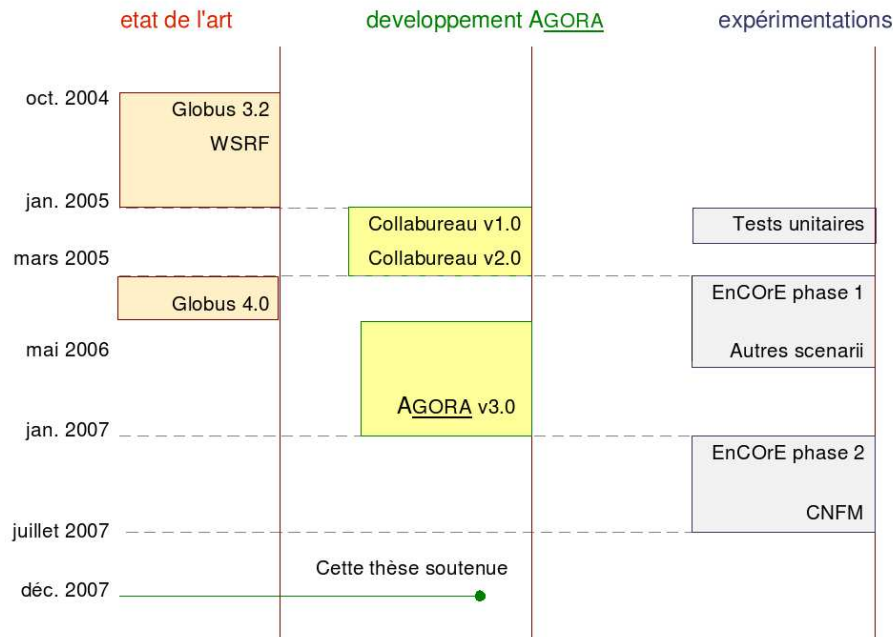 etat de l'art
developpement AGORA
expérimentations
oct. 2004
Globus 3.2
WSRF
jan. 2005
Collabureau v1.0
Tests unitaires
mars 2005
Collabureau v2.0
Globus 4.0
EnCOrE phase 1
mai 2006
Autres scenarii
AGORA v3.0
jan. 2007
EnCOrE phase 2
CNFM
juillet 2007
Cette thèse soutenue
déc. 2007